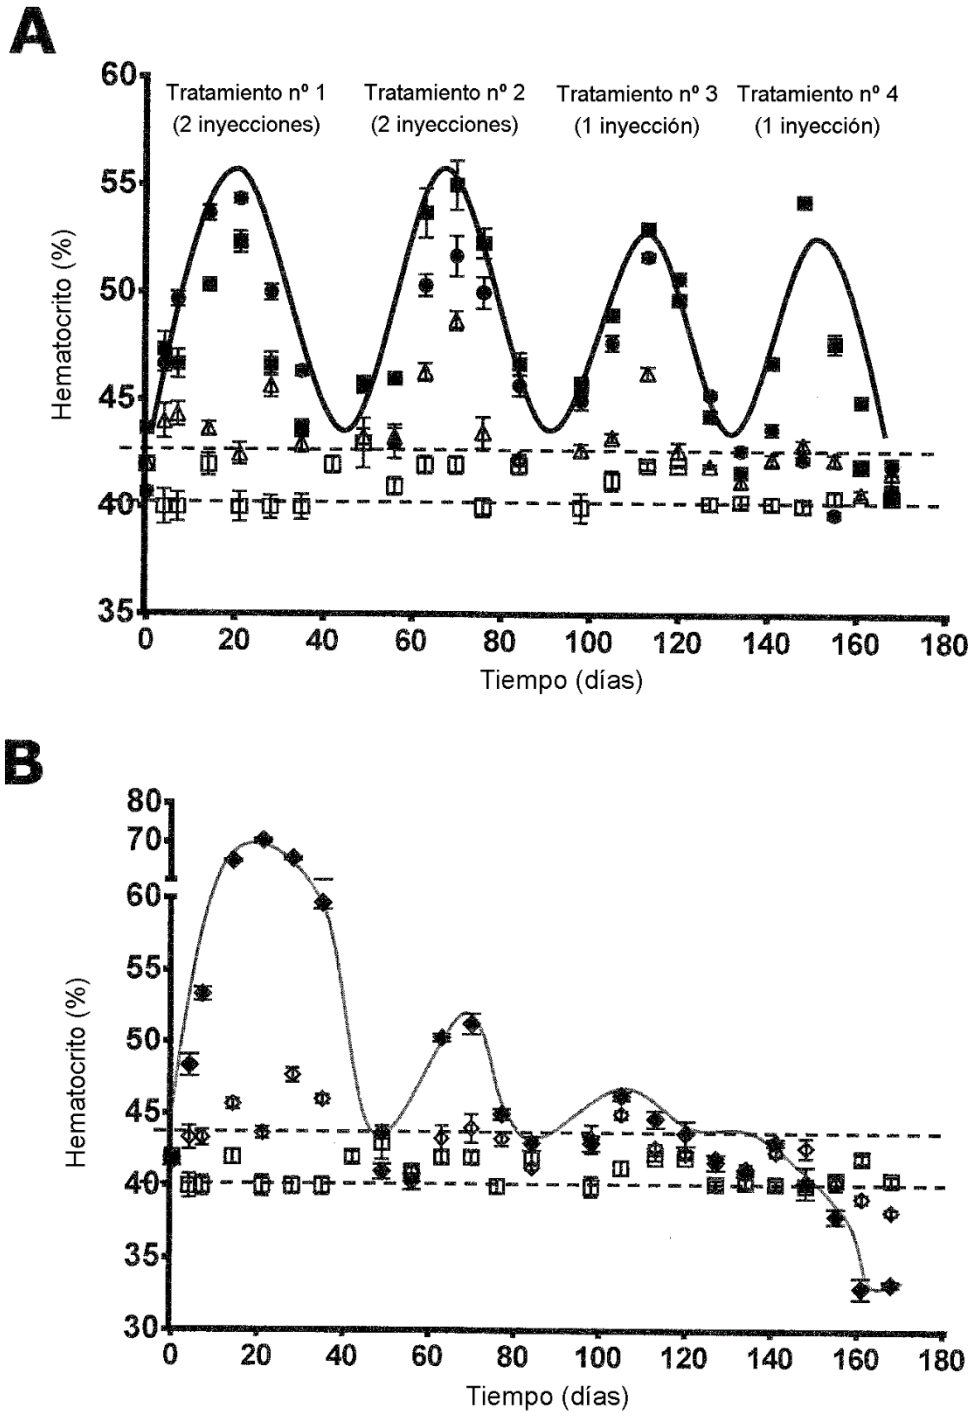 A
60
Tratamiento nº 1 Tratamiento nº 2 Tratamiento nº 3 Tratamiento nº 4
(2 inyecciones) (2 inyecciones) (1 inyección) (1 inyección)
55
50
45
40
35
Hematocrito (%)
0 20 40 60 80 100 120 140 160 180
Tiempo (días)
B
80
70
60
55
50
45
40
35
30
Hematocrito (%)
0 20 40 60 80 100 120 140 160 180
Tiempo (días)